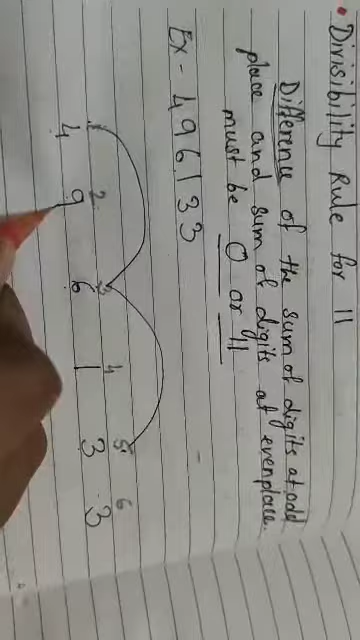 • Divisibility Rule for 11
Difference of the sum of digits at odd
place and sum of digits at even place
must be 0 or 11
Ex - 496133
1 2 3 4 5 6
4 9 6 1 3 3